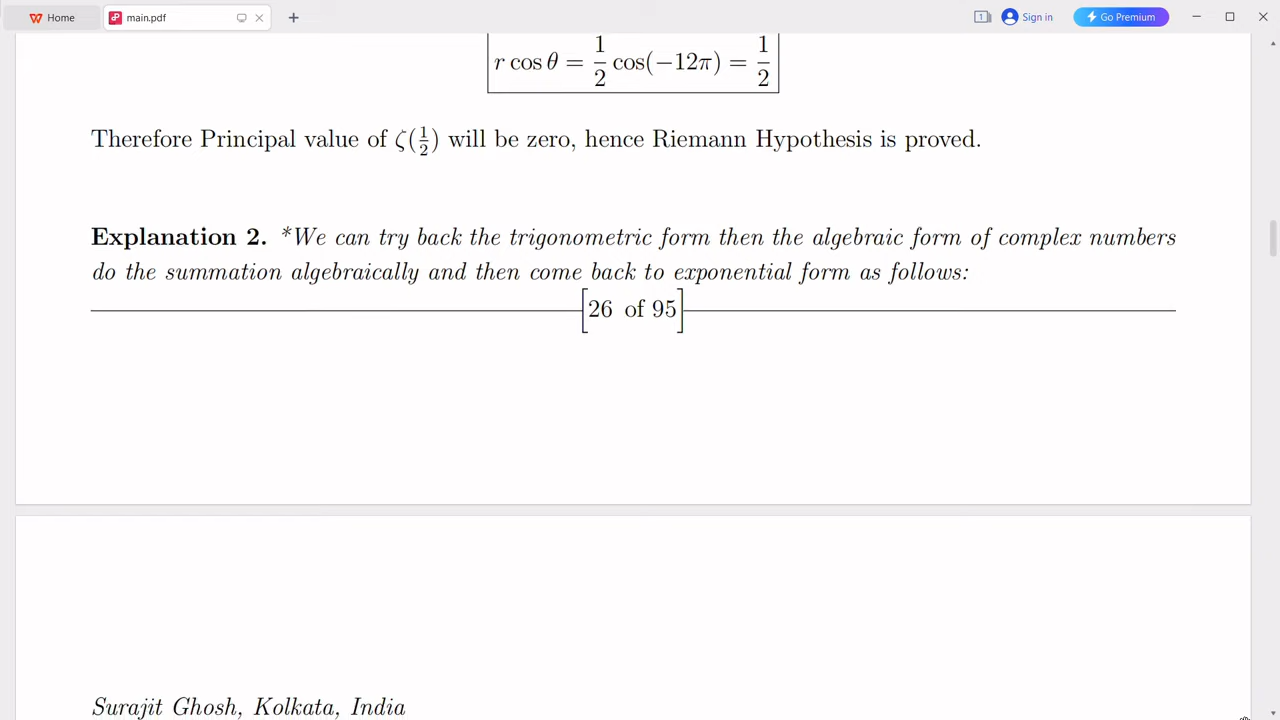 Home
main.pdf
1
Sign in
Go Premium
r cos θ = 1/2 cos(−12π) = 1/2
Therefore Principal value of ζ(1/2) will be zero, hence Riemann Hypothesis is proved.
Explanation 2. *We can try back the trigonometric form then the algebraic form of complex numbers
do the summation algebraically and then come back to exponential form as follows:
[26 of 95]
Surajit Ghosh, Kolkata, India